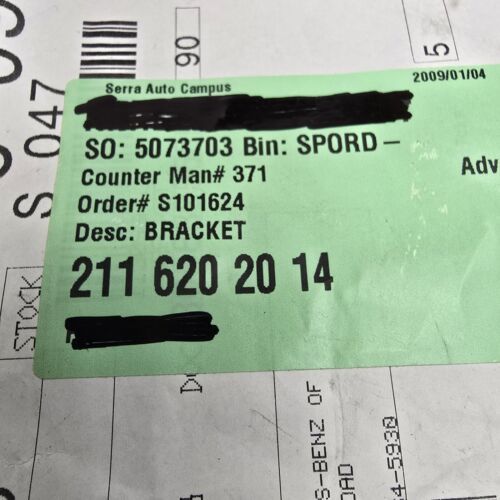 Serra Auto Campus
2009/01/04
SO: 5073703 Bin: SPORD–
Counter Man# 371
Adv
Order# S101624
Desc: BRACKET
211 620 20 14
S 047
90
5
STOCK
S-BENZ OF
OAD
4-5930